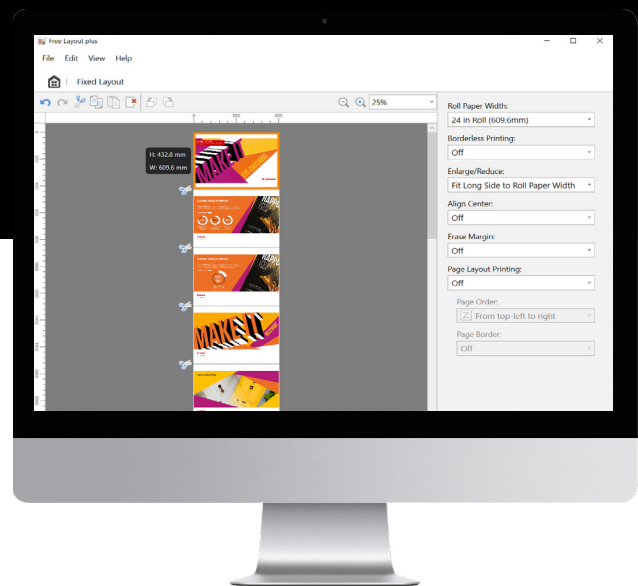 Free Layout plus
File Edit View Help
Fixed Layout
25%
0 300 600
H: 432.8 mm
W: 609.6 mm
MAKE IT
MAKE IT
Roll Paper Width:
24 in Roll (609.6mm)
Borderless Printing:
Off
Enlarge/Reduce:
Fit Long Side to Roll Paper Width
Align Center:
Off
Erase Margin:
Off
Page Layout Printing:
Off
Page Order:
From top-left to right
Page Border:
Off